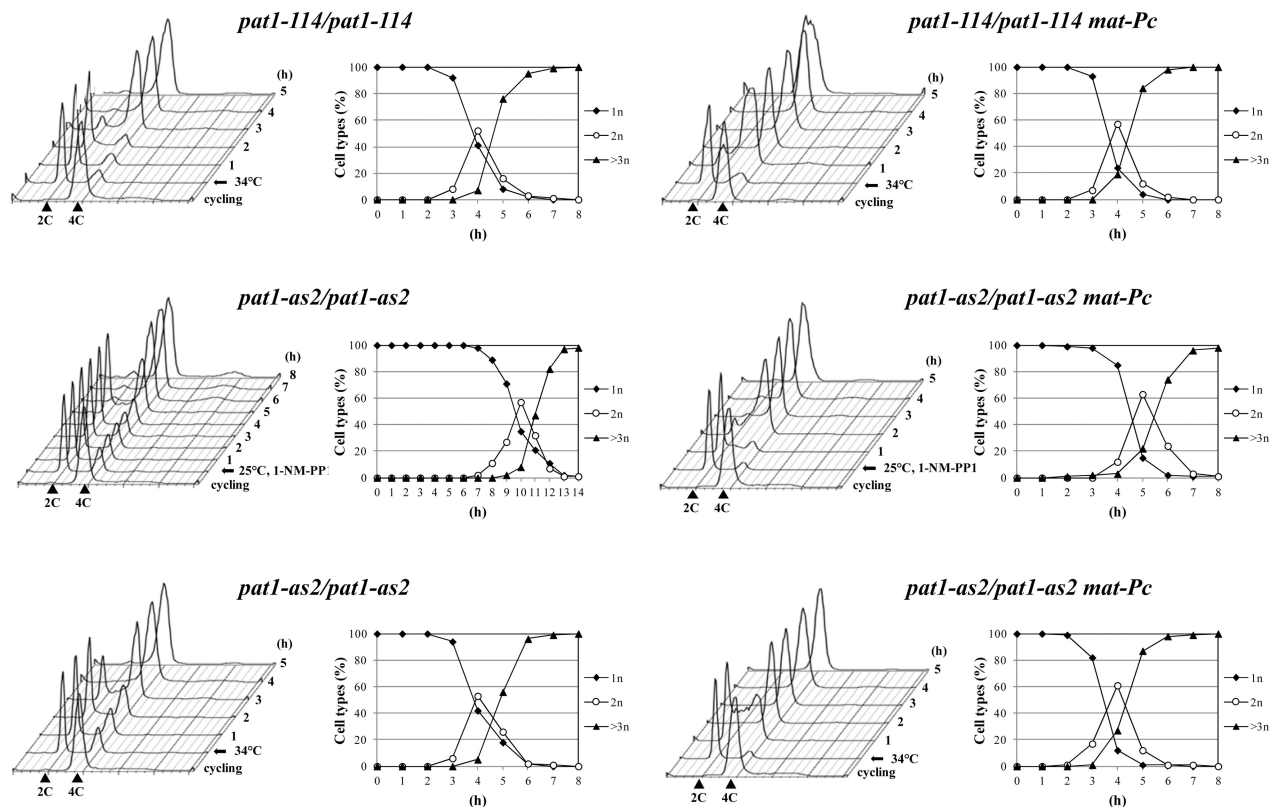 pat1-114/pat1-114
(h)
5
4
3
2
1
34°C
cycling
2C 4C
Cell types (%)
100
80
60
40
20
0
0 1 2 3 4 5 6 7 8
(h)
1n
2n
>3n
pat1-114/pat1-114 mat-Pc
(h)
5
4
3
2
1
34°C
cycling
2C 4C
Cell types (%)
100
80
60
40
20
0
0 1 2 3 4 5 6 7 8
(h)
1n
2n
>3n
pat1-as2/pat1-as2
(h)
8
7
6
5
4
3
2
1
25°C, 1-NM-PP1
cycling
2C 4C
Cell types (%)
100
80
60
40
20
0
0 1 2 3 4 5 6 7 8 9 10 11 12 13 14
(h)
1n
2n
>3n
pat1-as2/pat1-as2 mat-Pc
(h)
5
4
3
2
1
25°C, 1-NM-PP1
cycling
2C 4C
Cell types (%)
100
80
60
40
20
0
0 1 2 3 4 5 6 7 8
(h)
1n
2n
>3n
pat1-as2/pat1-as2
(h)
5
4
3
2
1
34°C
cycling
2C 4C
Cell types (%)
100
80
60
40
20
0
0 1 2 3 4 5 6 7 8
(h)
1n
2n
>3n
pat1-as2/pat1-as2 mat-Pc
(h)
5
4
3
2
1
34°C
cycling
2C 4C
Cell types (%)
100
80
60
40
20
0
0 1 2 3 4 5 6 7 8
(h)
1n
2n
>3n